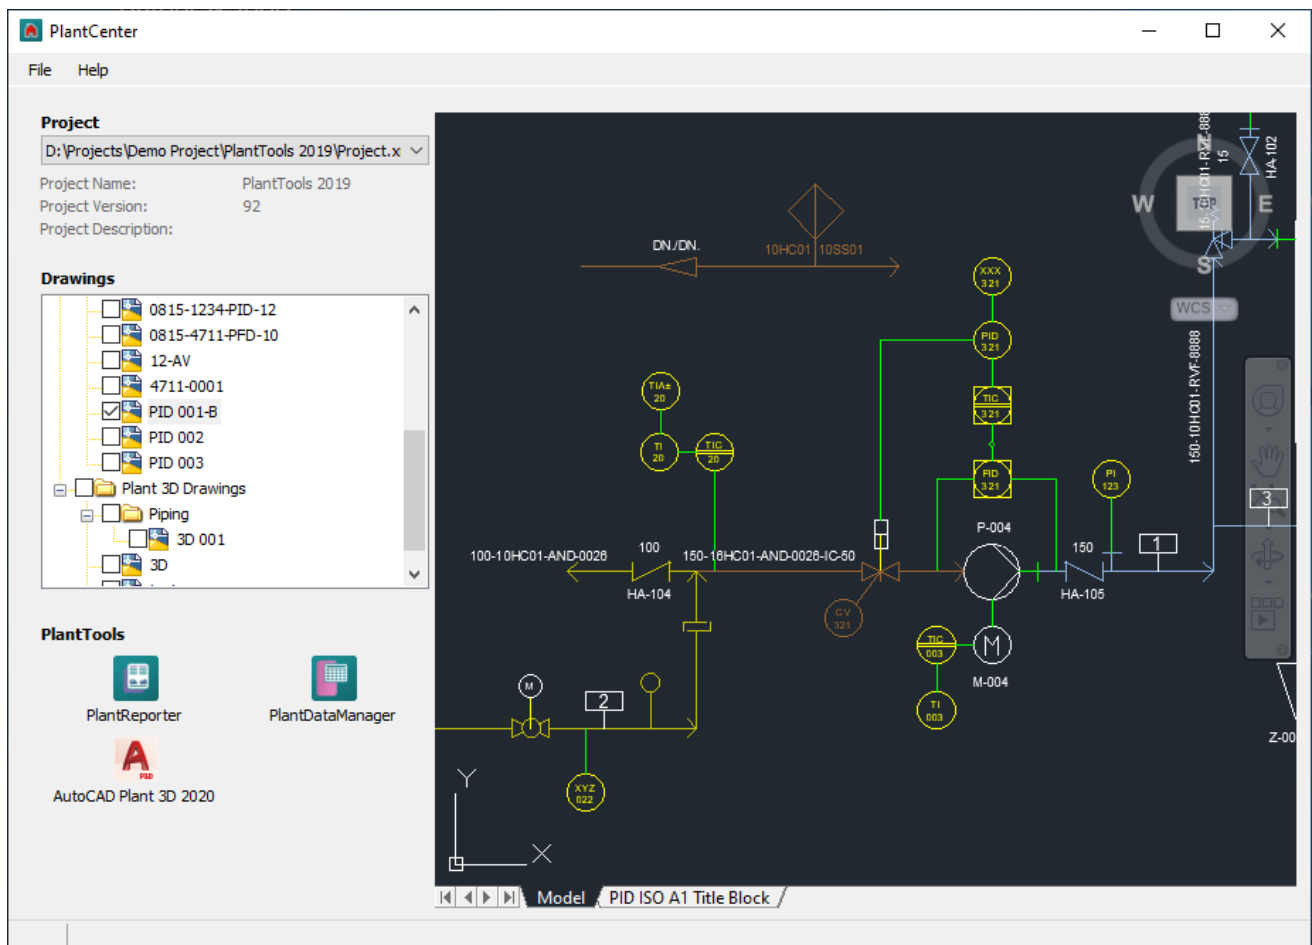 PlantCenter
File Help
Project
D:\Projects\Demo Project\PlantTools 2019\Project.x
Project Name: PlantTools 2019
Project Version: 92
Project Description:
Drawings
0815-1234-PID-12
0815-4711-PFD-10
12-AV
4711-0001
PID 001-B
PID 002
PID 003
Plant 3D Drawings
Piping
3D 001
3D
PlantTools
PlantReporter
PlantDataManager
AutoCAD Plant 3D 2020
DN./DN.
10HC01 10SS01
XXX
321
PID
321
TIC
321
FID
321
TIA±
20
TI
20
TIC
20
PI
123
P-004
100-10HC01-AND-0026
100
HA-104
150-16HC01-AND-0026-IC-50
150
HA-105
1
CV
321
TIC
003
M
M-004
TI
003
M
2
XYZ
022
Y
X
15
HA-102
W
TOP
E
S
WCS
150-10HC01-RVF-8888
3
Z-00
Model
PID ISO A1 Title Block